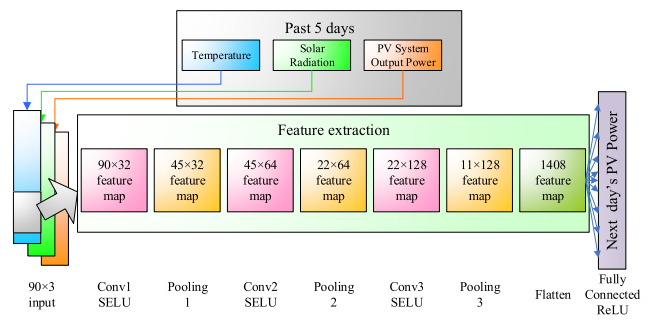 Past 5 days
Temperature
Solar
Radiation
PV System
Output Power
Feature extraction
90×32
feature
map
45×32
feature
map
45×64
feature
map
22×64
feature
map
22×128
feature
map
11×128
feature
map
1408
feature
map
Next day's PV Power
90×3
input
Conv1
SELU
Pooling
1
Conv2
SELU
Pooling
2
Conv3
SELU
Pooling
3
Flatten
Fully
Connected
ReLU